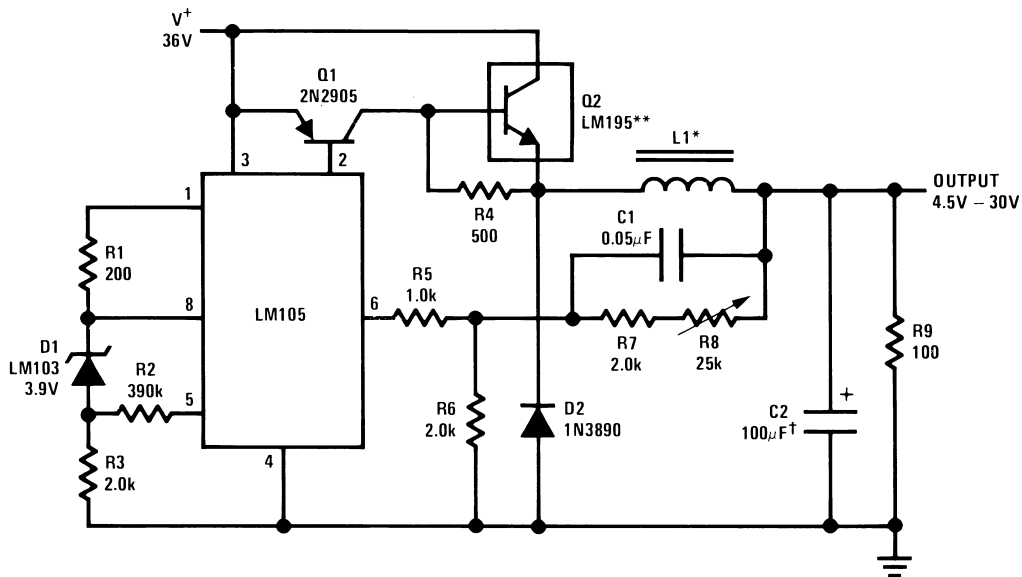 V+
36V
Q1
2N2905
Q2
LM195**
L1*
OUTPUT
4.5V – 30V
3
2
1
R4
500
C1
0.05μF
R1
200
R5
1.0k
8
LM105
6
R7
2.0k
R8
25k
R9
100
D1
LM103
3.9V
R2
390k
5
R6
2.0k
D2
1N3890
+
C2
100μF†
R3
2.0k
4